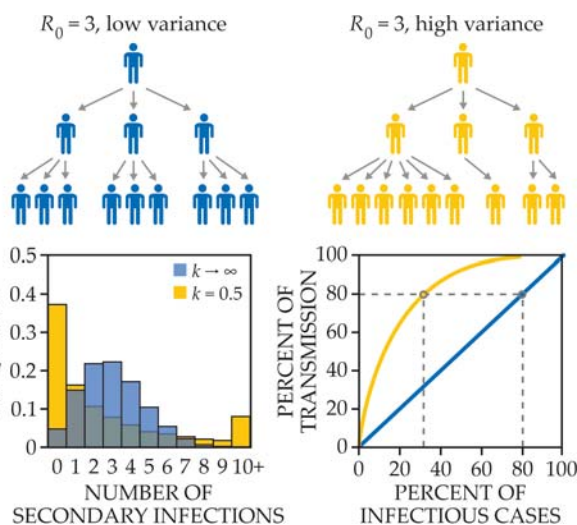 R₀ = 3, low variance
R₀ = 3, high variance
0.5
0.4
0.3
0.2
0.1
0
k → ∞
k = 0.5
0 1 2 3 4 5 6 7 8 9 10+
NUMBER OF
SECONDARY INFECTIONS
PERCENT OF
TRANSMISSION
100
80
60
40
20
0
0 20 40 60 80 100
PERCENT OF
INFECTIOUS CASES